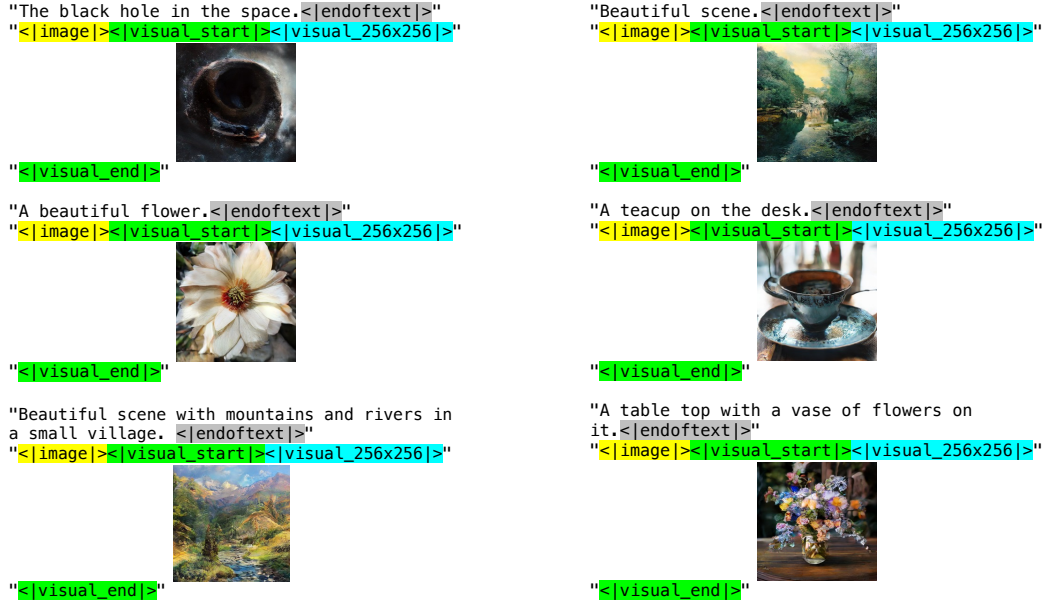 "The black hole in the space.<|endoftext|>"
"<|image|><|visual_start|><|visual_256x256|>"
"<|visual_end|>"
"A beautiful flower.<|endoftext|>"
"<|image|><|visual_start|><|visual_256x256|>"
"<|visual_end|>"
"Beautiful scene with mountains and rivers in
a small village. <|endoftext|>"
"<|image|><|visual_start|><|visual_256x256|>"
"<|visual_end|>"
"Beautiful scene.<|endoftext|>"
"<|image|><|visual_start|><|visual_256x256|>"
"<|visual_end|>"
"A teacup on the desk.<|endoftext|>"
"<|image|><|visual_start|><|visual_256x256|>"
"<|visual_end|>"
"A table top with a vase of flowers on
it.<|endoftext|>"
"<|image|><|visual_start|><|visual_256x256|>"
"<|visual_end|>"